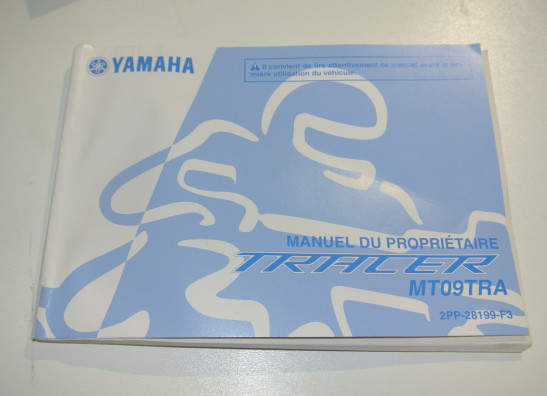 YAMAHA
Il convient de lire attentivement ce manuel avant la pre-
mière utilisation du véhicule.
MANUEL DU PROPRIÉTAIRE
TRACER
MT09TRA
2PP-28199-F3